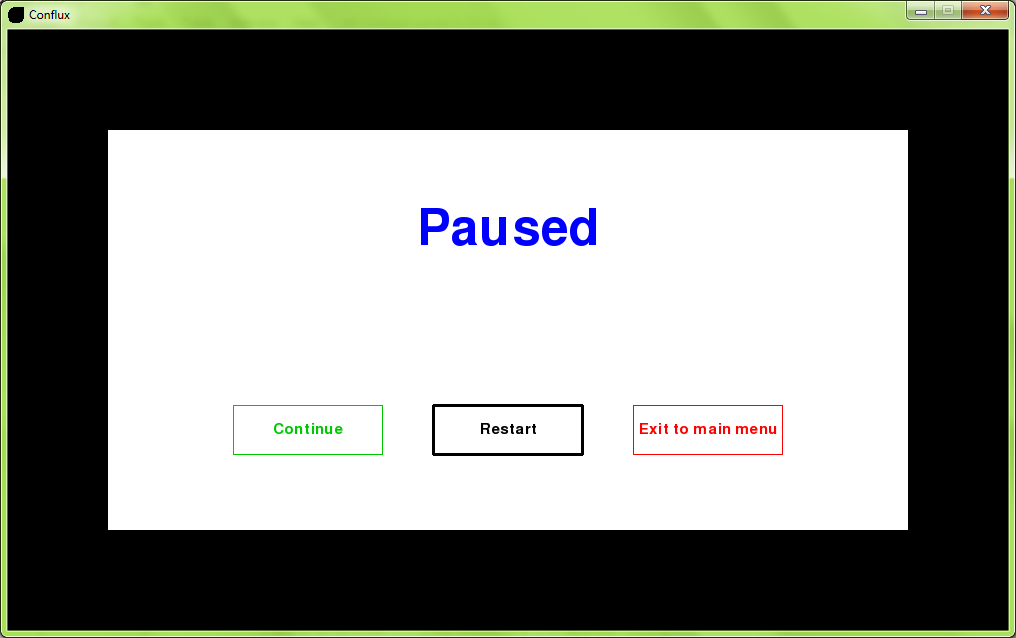 Conflux
Paused
Continue
Restart
Exit to main menu